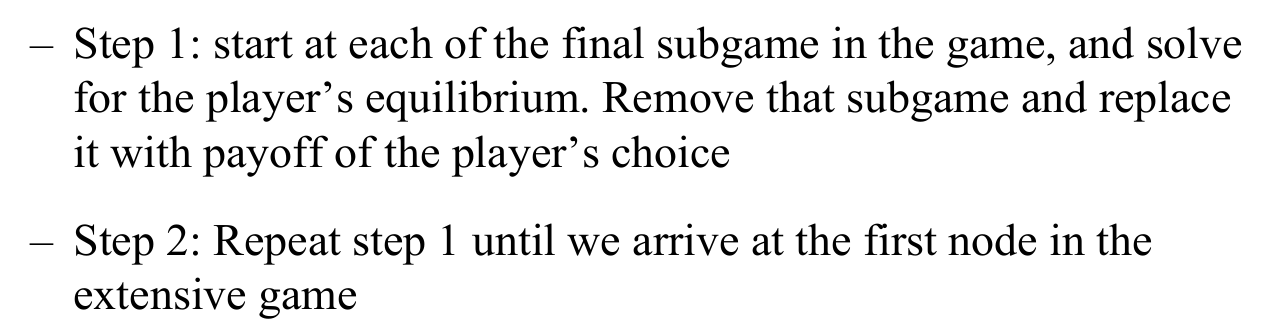 – Step 1: start at each of the final subgame in the game, and solve
for the player’s equilibrium. Remove that subgame and replace
it with payoff of the player’s choice
– Step 2: Repeat step 1 until we arrive at the first node in the
extensive game